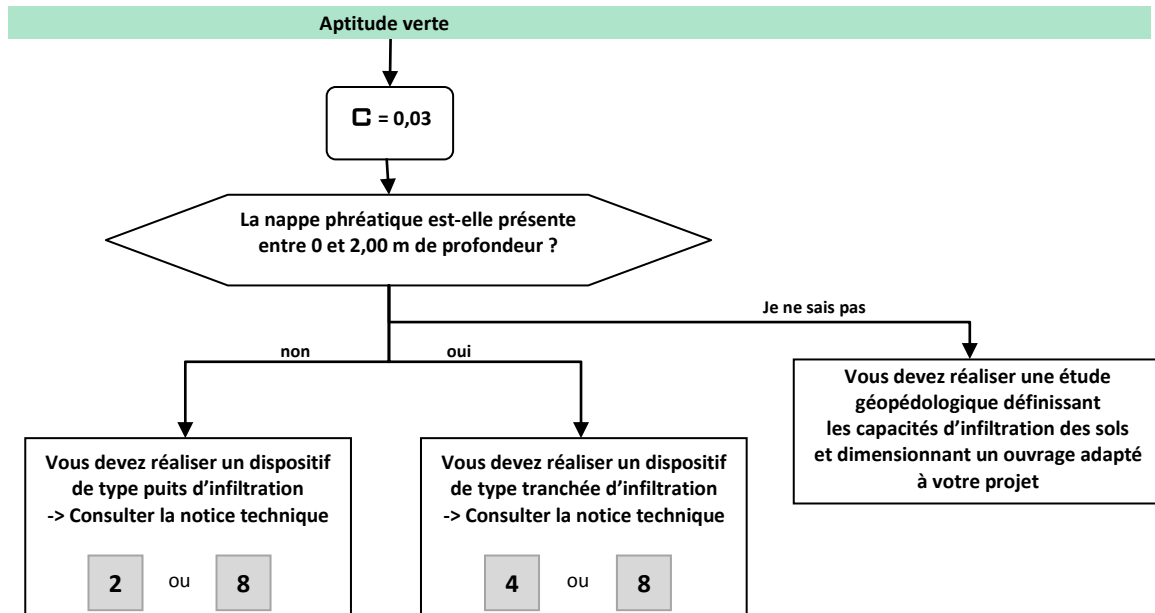 Aptitude verte
C = 0,03
La nappe phréatique est-elle présente
entre 0 et 2,00 m de profondeur ?
Je ne sais pas
non
oui
Vous devez réaliser un dispositif
de type puits d’infiltration
-> Consulter la notice technique
2 ou 8
Vous devez réaliser un dispositif
de type tranchée d’infiltration
-> Consulter la notice technique
4 ou 8
Vous devez réaliser une étude
géopédologique définissant
les capacités d’infiltration des sols
et dimensionnant un ouvrage adapté
à votre projet